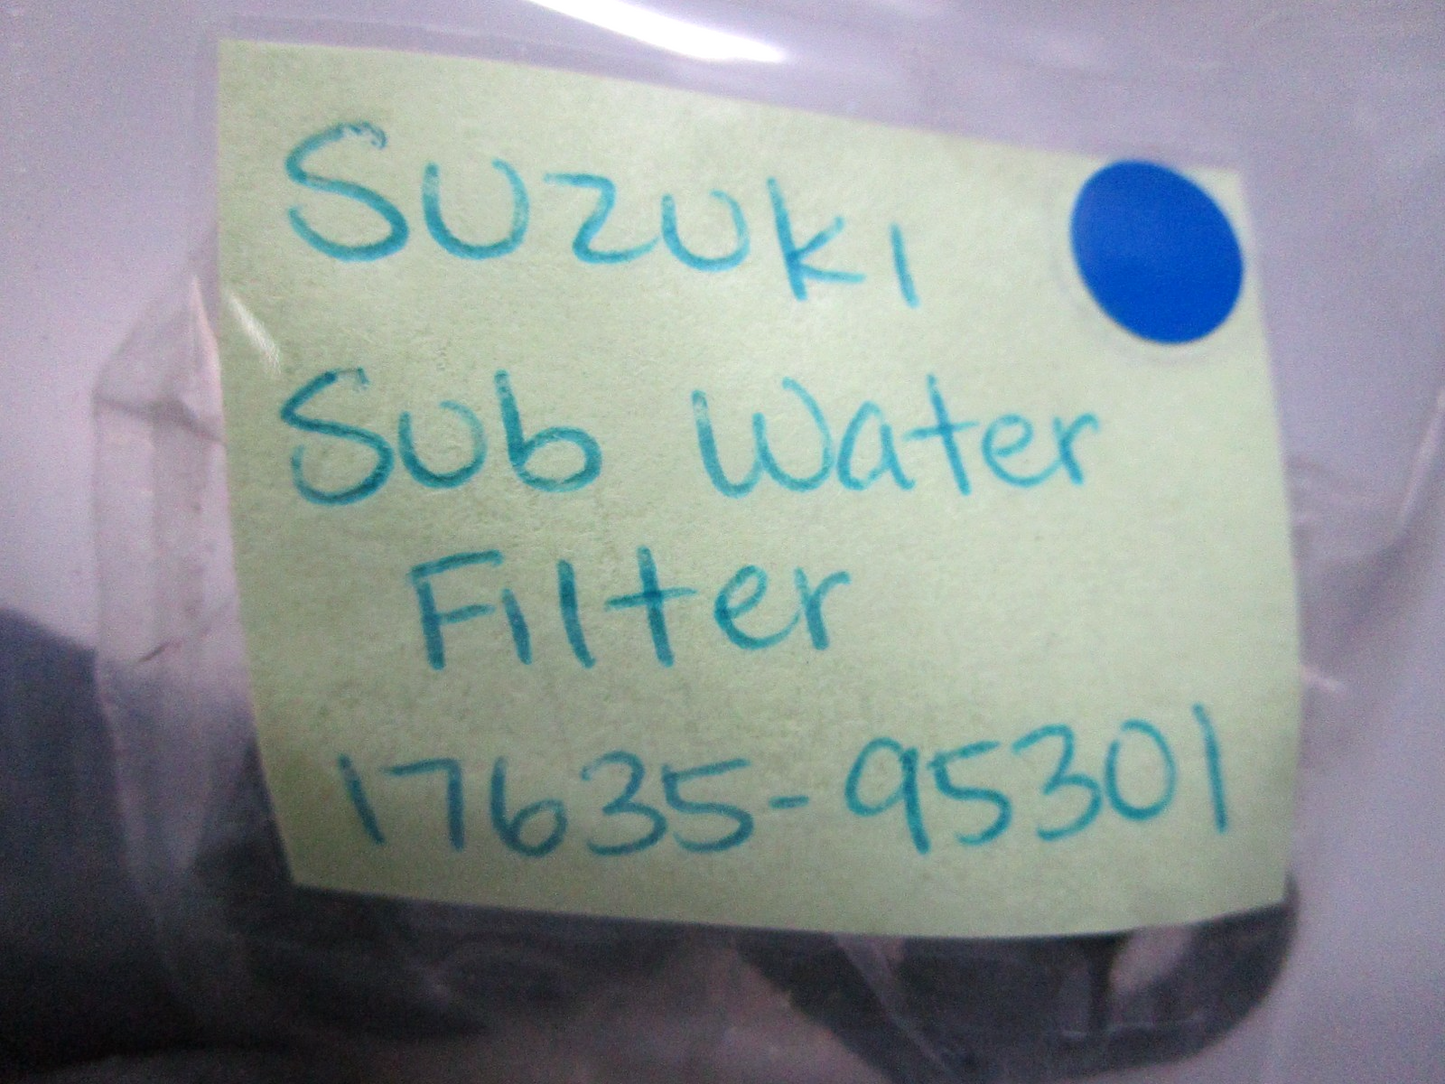 Suzuki
Sub Water
Filter
17635-95301